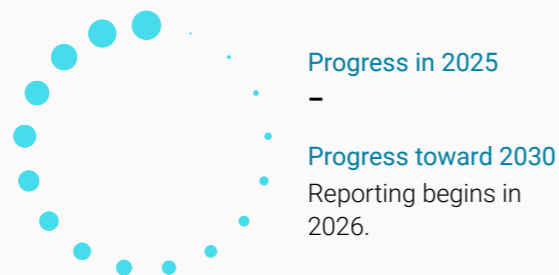 Progress in 2025
–
Progress toward 2030
Reporting begins in
2026.